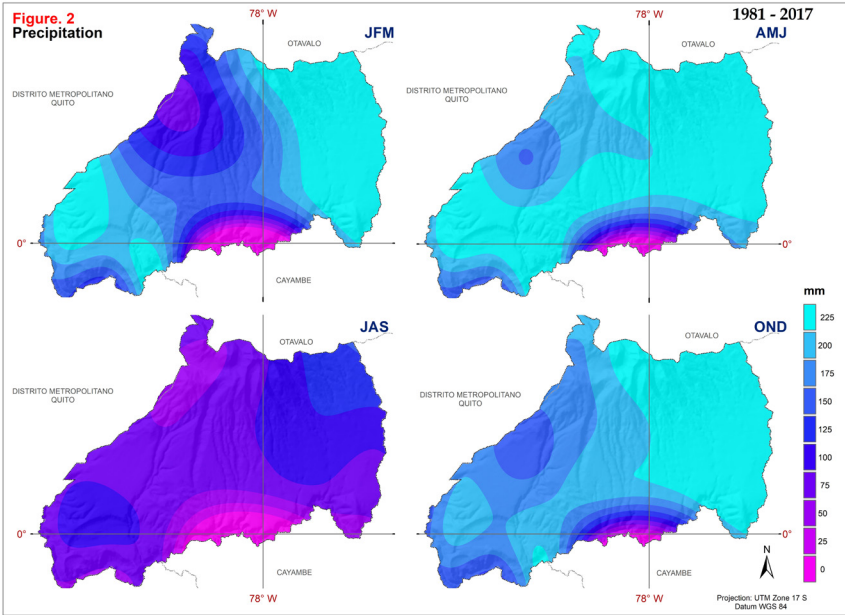 Figure. 2
Precipitation
78° W
JFM
OTAVALO
DISTRITO METROPOLITANO
QUITO
0°
CAYAMBE
78° W
1981 - 2017
AMJ
OTAVALO
DISTRITO METROPOLITANO
QUITO
0°
CAYAMBE
JAS
OTAVALO
DISTRITO METROPOLITANO
QUITO
0°
CAYAMBE
78° W
OND
OTAVALO
DISTRITO METROPOLITANO
QUITO
CAYAMBE
78° W
mm
225
200
175
150
125
100
75
50
25
0
N
Projection: UTM Zone 17 S
Datum WGS 84